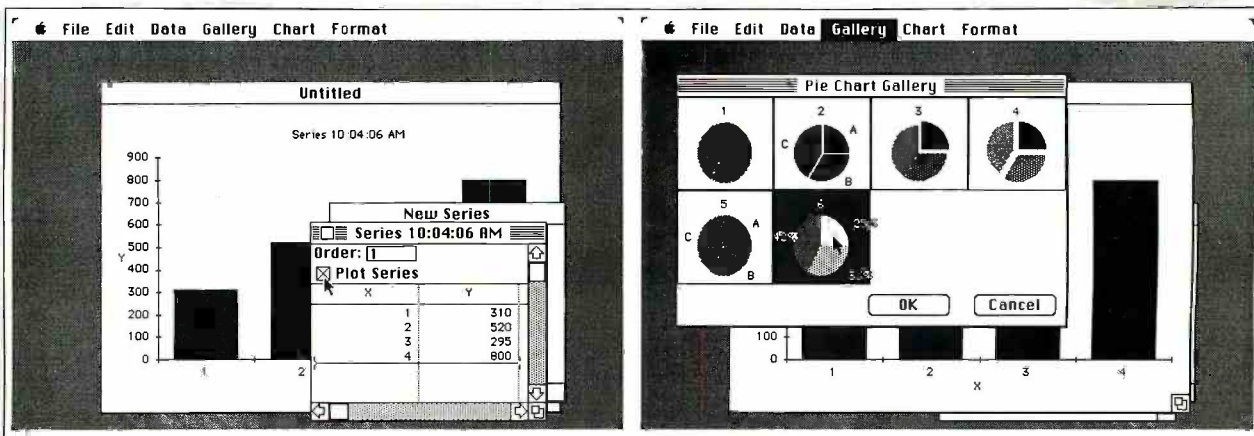 File Edit Data Gallery Chart Format
Untitled
Series 10:04:06 AM
900
800
700
600
500
Y
400
300
200
100
0
1
2
New Series
Series 10:04:06 AM
Order: 1
Plot Series
X Y
1 310
2 520
3 295
4 800
File Edit Data Gallery Chart Format
Pie Chart Gallery
1 2 3 4
A
C
B
5 6
A
C
B
OK Cancel
100
0
1 2 3 4
X